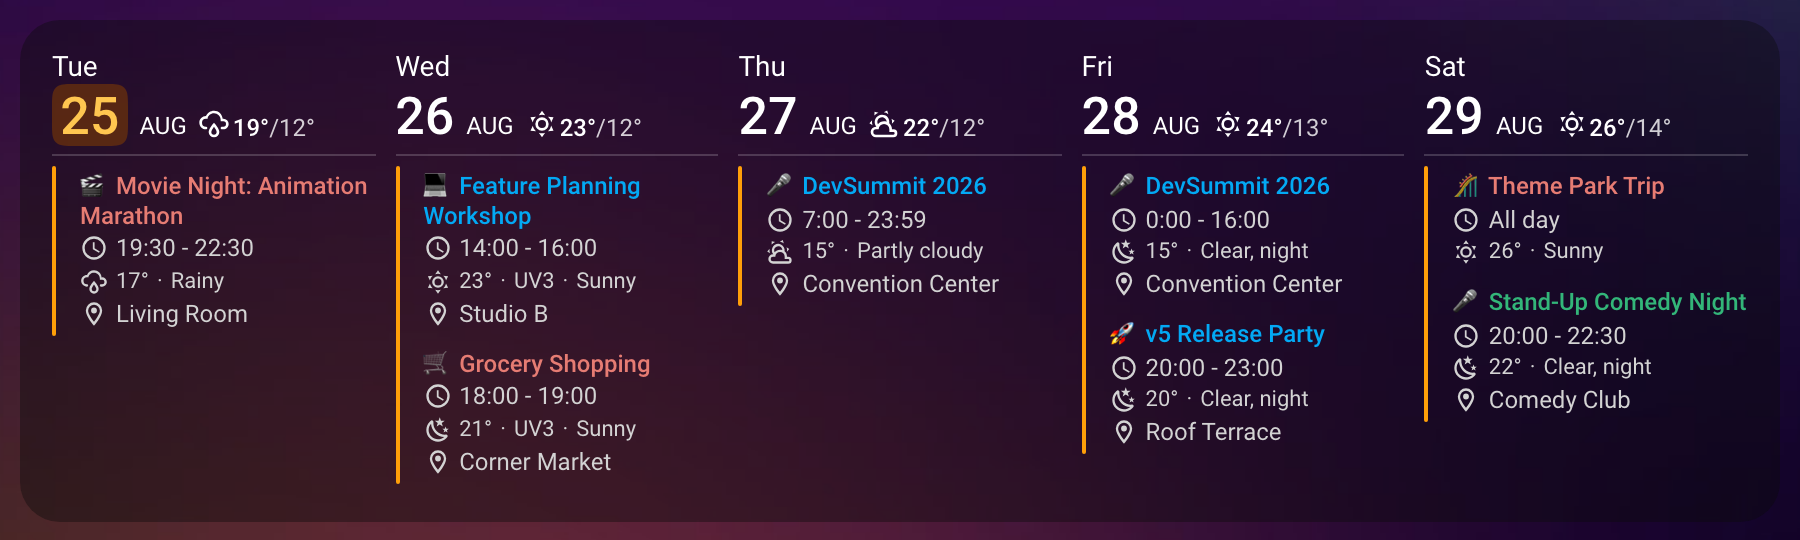 Tue
25 AUG 19°/12°
Movie Night: Animation
Marathon
19:30 - 22:30
17° · Rainy
Living Room
Wed
26 AUG 23°/12°
Feature Planning
Workshop
14:00 - 16:00
23° · UV3 · Sunny
Studio B
Grocery Shopping
18:00 - 19:00
21° · UV3 · Sunny
Corner Market
Thu
27 AUG 22°/12°
DevSummit 2026
7:00 - 23:59
15° · Partly cloudy
Convention Center
Fri
28 AUG 24°/13°
DevSummit 2026
0:00 - 16:00
15° · Clear, night
Convention Center
v5 Release Party
20:00 - 23:00
20° · Clear, night
Roof Terrace
Sat
29 AUG 26°/14°
Theme Park Trip
All day
26° · Sunny
Stand-Up Comedy Night
20:00 - 22:30
22° · Clear, night
Comedy Club